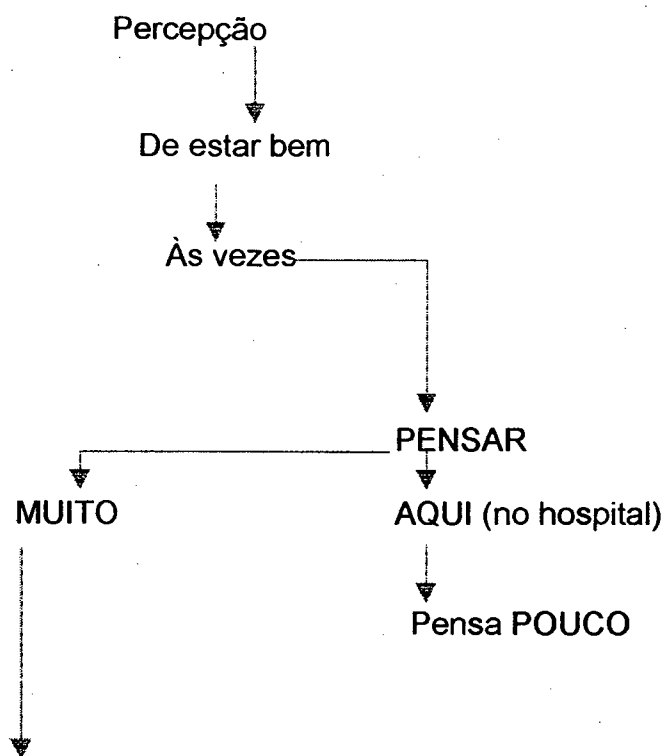 Percepção
De estar bem
Às vezes
PENSAR
MUITO
AQUI (no hospital)
Pensa POUCO